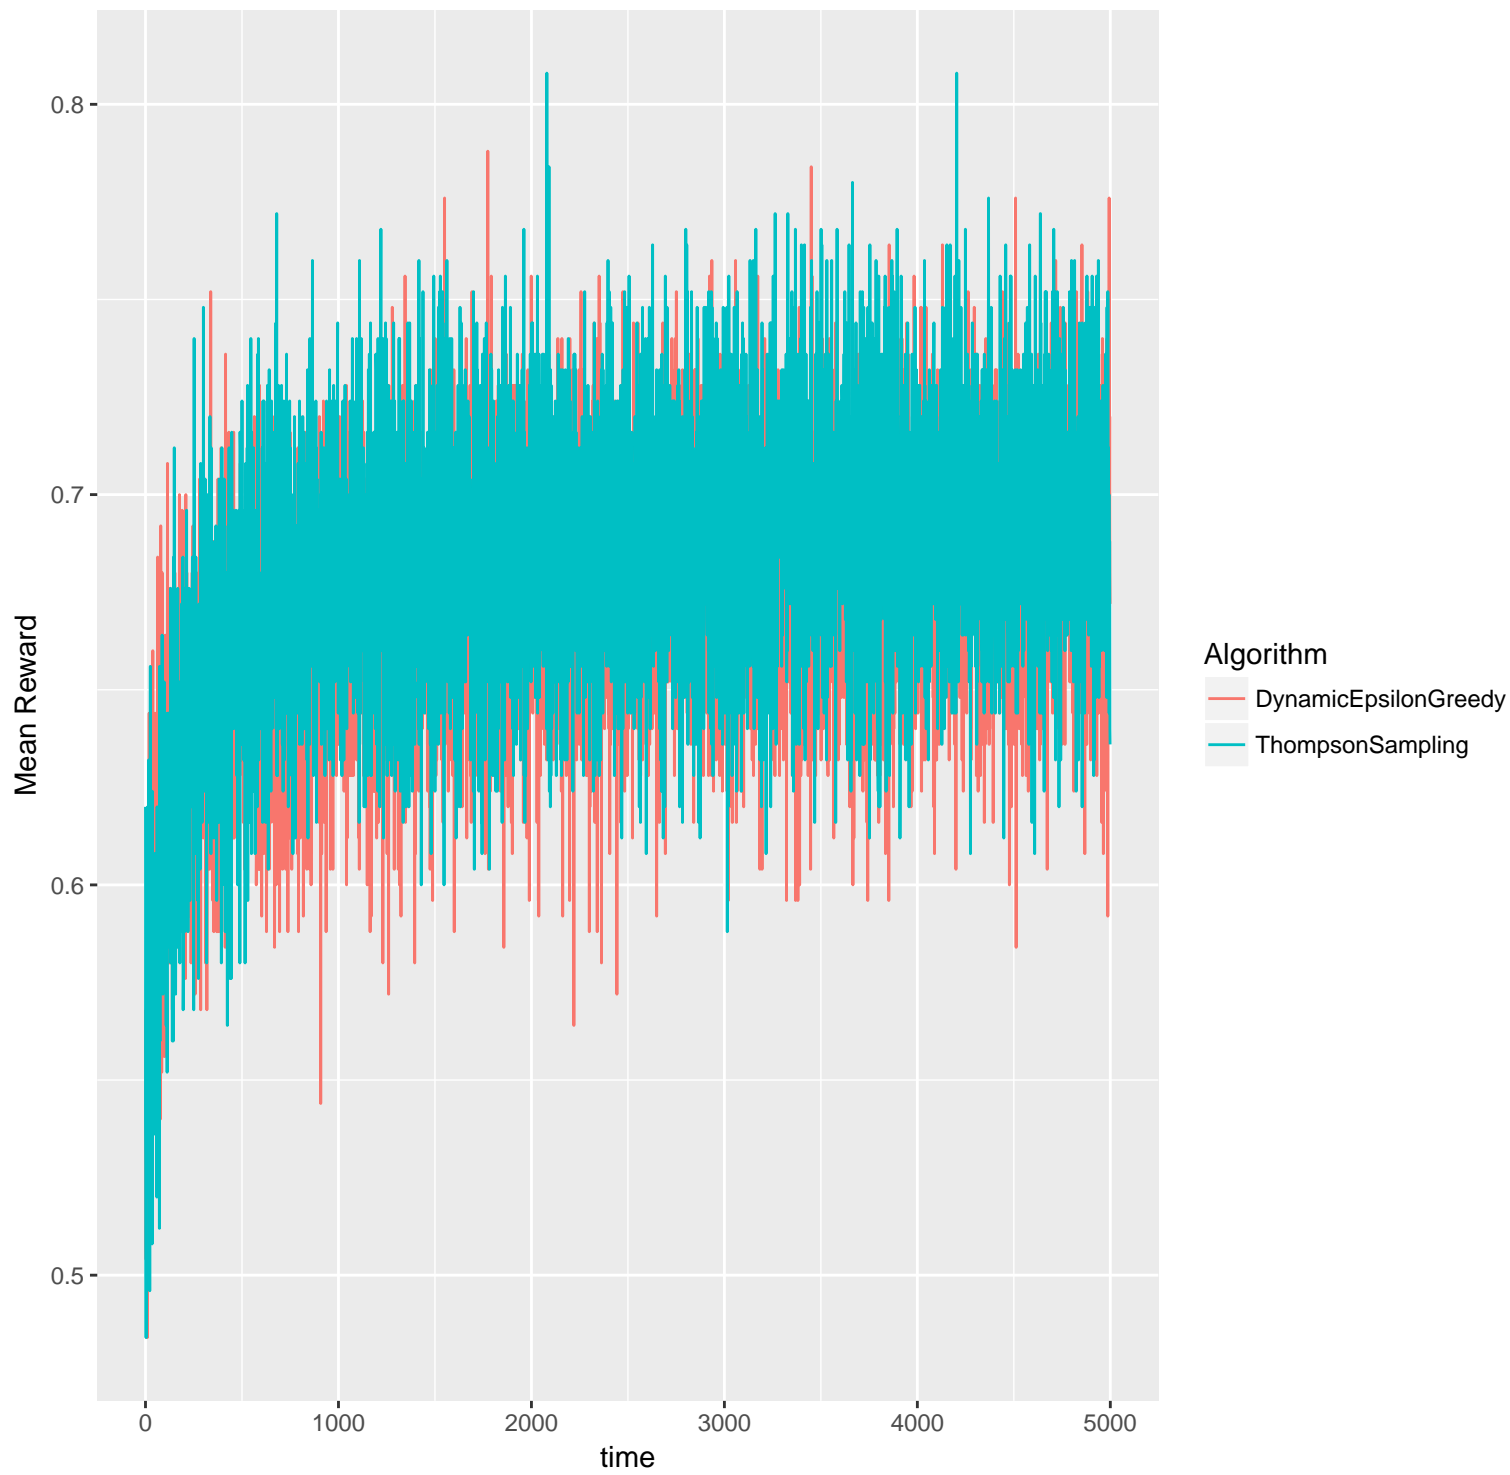 0.8
0.7
0.6
0.5
Mean Reward
0 1000 2000 3000 4000 5000
time
Algorithm
DynamicEpsilonGreedy
ThompsonSampling